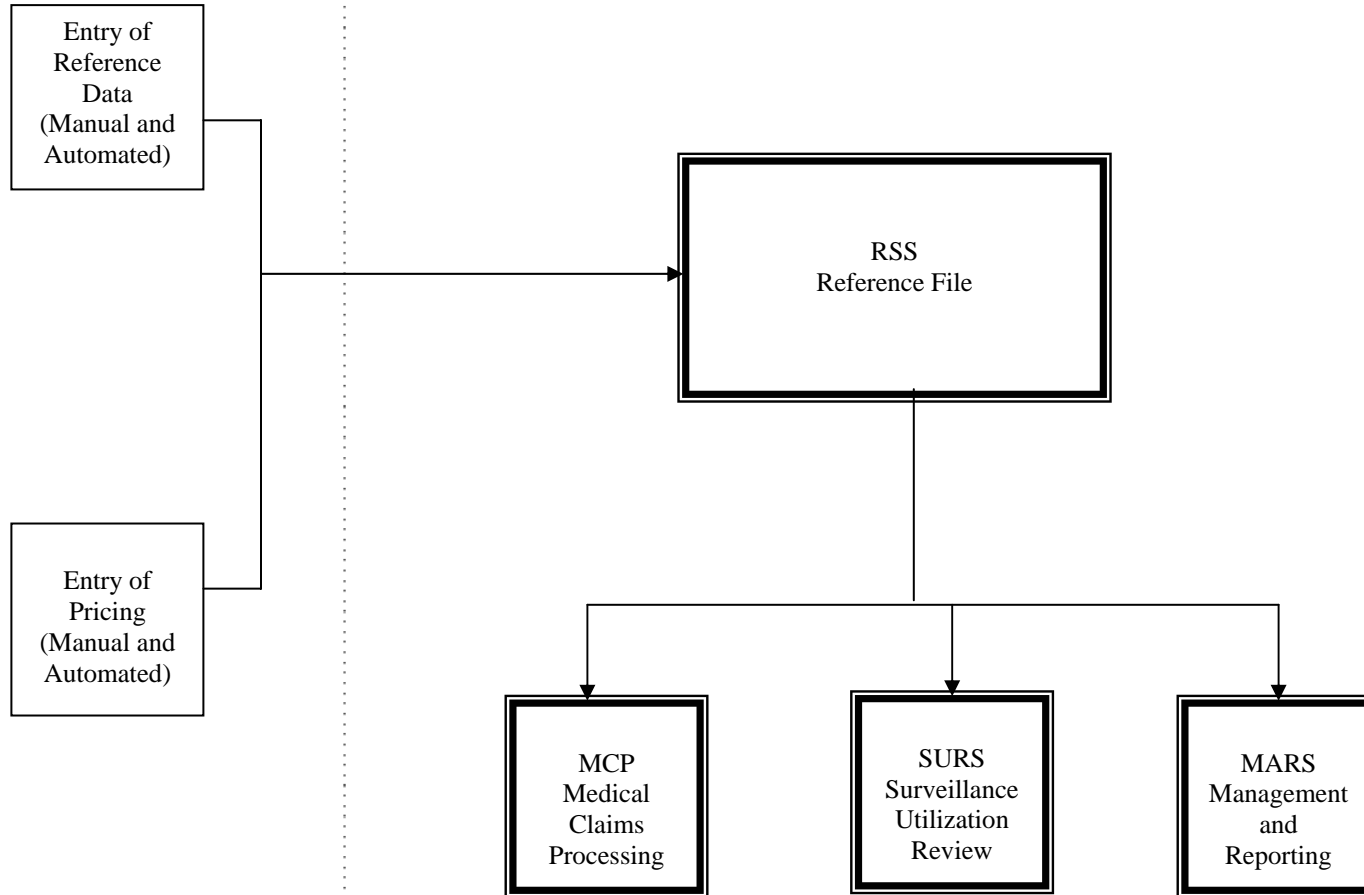 Entry of
Reference
Data
(Manual and
Automated)
RSS
Reference File
Entry of
Pricing
(Manual and
Automated)
MCP
Medical
Claims
Processing
SURS
Surveillance
Utilization
Review
MARS
Management
and
Reporting